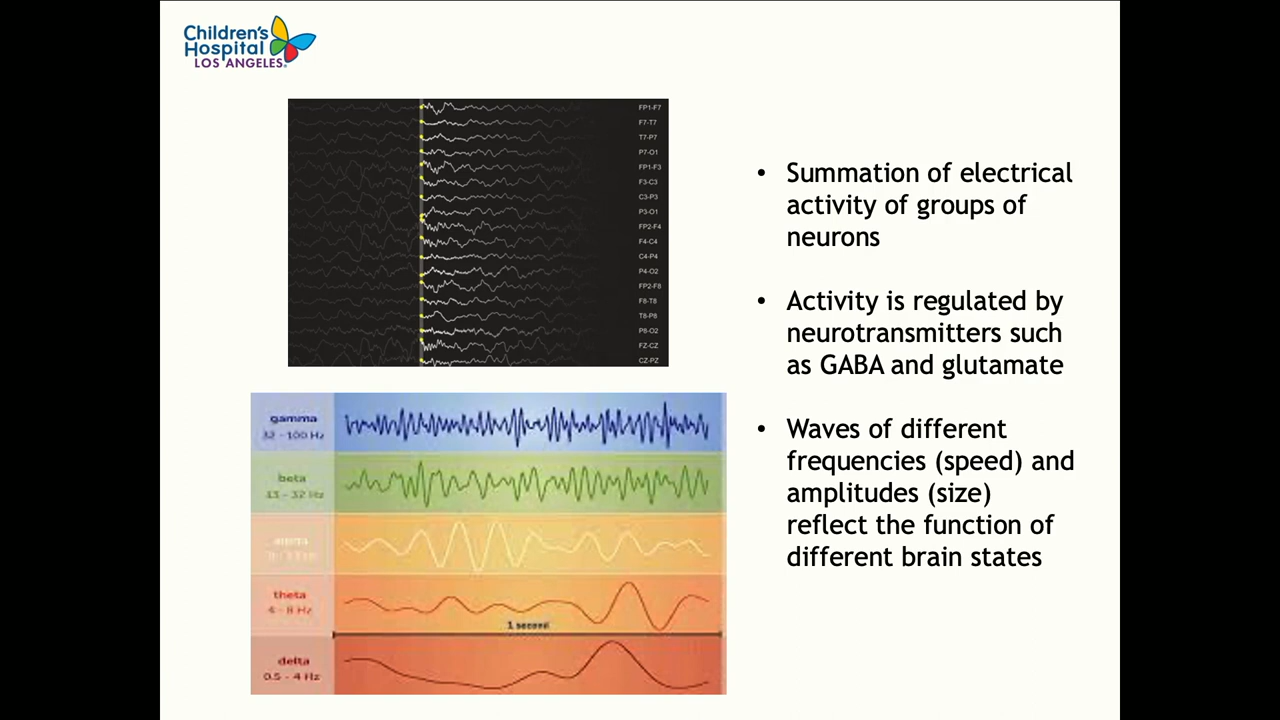 Children's
Hospital
LOS ANGELES
FP1-F7
F7-T7
T7-P7
P7-O1
FP1-F3
F3-C3
C3-P3
P3-O1
FP2-F4
F4-C4
C4-P4
P4-O2
FP2-F8
F8-T8
T8-P8
P8-O2
FZ-CZ
CZ-PZ
gamma
32 - 100 Hz
beta
13 - 32 Hz
theta
4 - 8 Hz
1 second
delta
0.5 - 4 Hz
• Summation of electrical
activity of groups of
neurons
• Activity is regulated by
neurotransmitters such
as GABA and glutamate
• Waves of different
frequencies (speed) and
amplitudes (size)
reflect the function of
different brain states